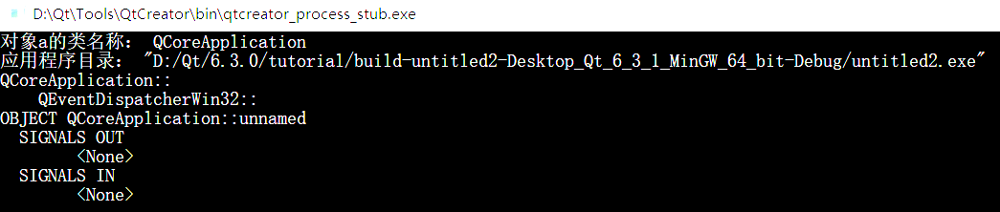 D:\Qt\Tools\QtCreator\bin\qtcreator_process_stub.exe
对象a的类名称： QCoreApplication
应用程序目录： "D:/Qt/6.3.0/tutorial/build-untitled2-Desktop_Qt_6_3_1_MinGW_64_bit-Debug/untitled2.exe"
QCoreApplication::
    QEventDispatcherWin32::
OBJECT QCoreApplication::unnamed
  SIGNALS OUT
        <None>
  SIGNALS IN
        <None>